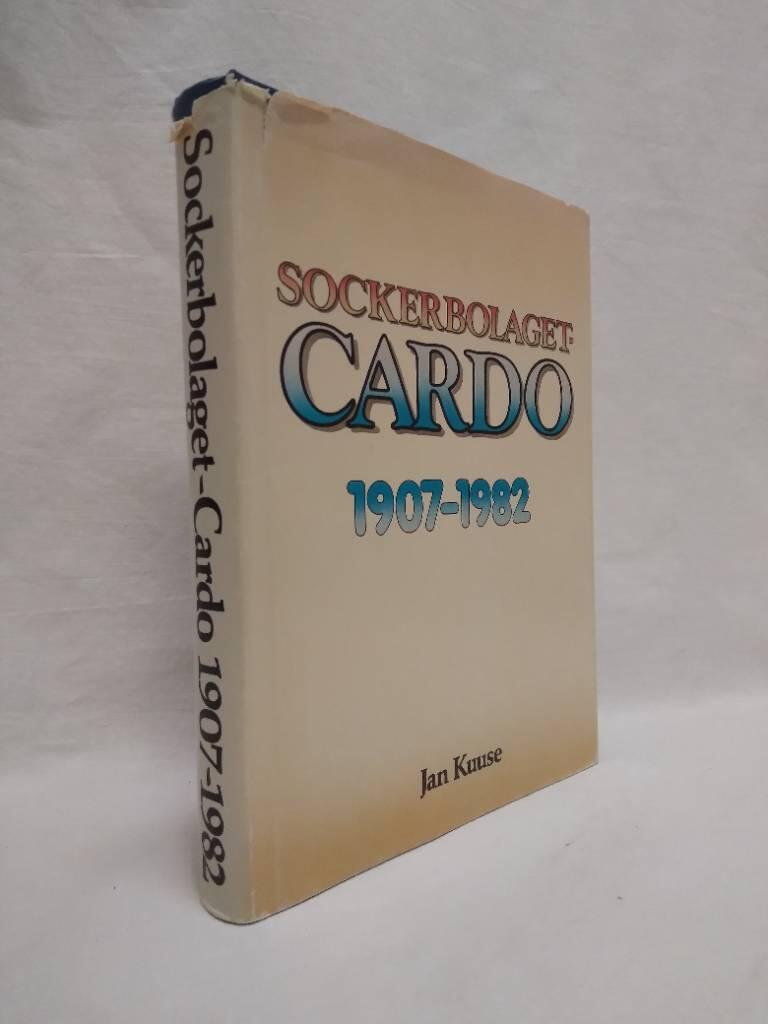 Sockerbolaget-Cardo 1907-1982
SOCKERBOLAGET-
CARDO
1907-1982
Jan Kuuse